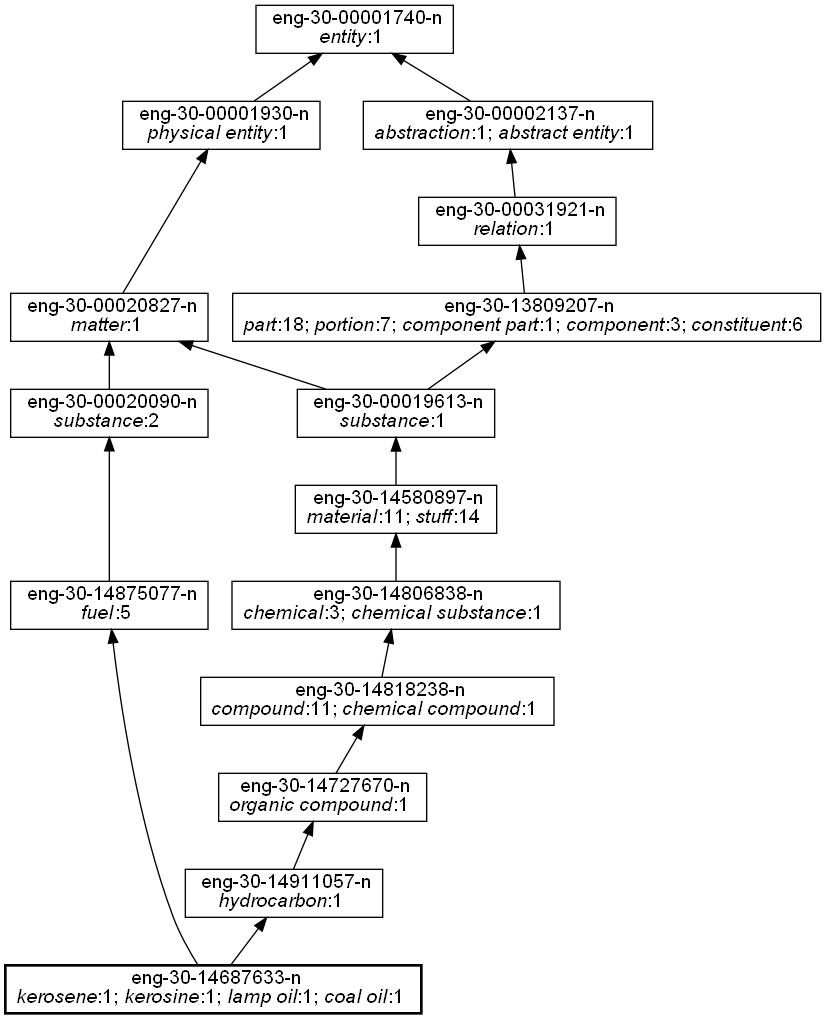 eng-30-00001740-n
entity:1
eng-30-00001930-n
physical entity:1
eng-30-00002137-n
abstraction:1; abstract entity:1
eng-30-00031921-n
relation:1
eng-30-00020827-n
matter:1
eng-30-13809207-n
part:18; portion:7; component part:1; component:3; constituent:6
eng-30-00020090-n
substance:2
eng-30-00019613-n
substance:1
eng-30-14580897-n
material:11; stuff:14
eng-30-14875077-n
fuel:5
eng-30-14806838-n
chemical:3; chemical substance:1
eng-30-14818238-n
compound:11; chemical compound:1
eng-30-14727670-n
organic compound:1
eng-30-14911057-n
hydrocarbon:1
eng-30-14687633-n
kerosene:1; kerosine:1; lamp oil:1; coal oil:1